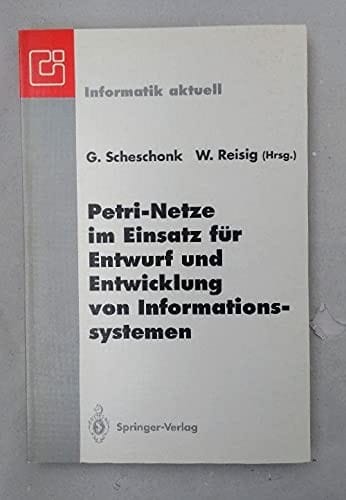 Informatik aktuell
G. Scheschonk W. Reisig (Hrsg.)
Petri-Netze
im Einsatz für
Entwurf und
Entwicklung
von Informations-
systemen
Springer-Verlag